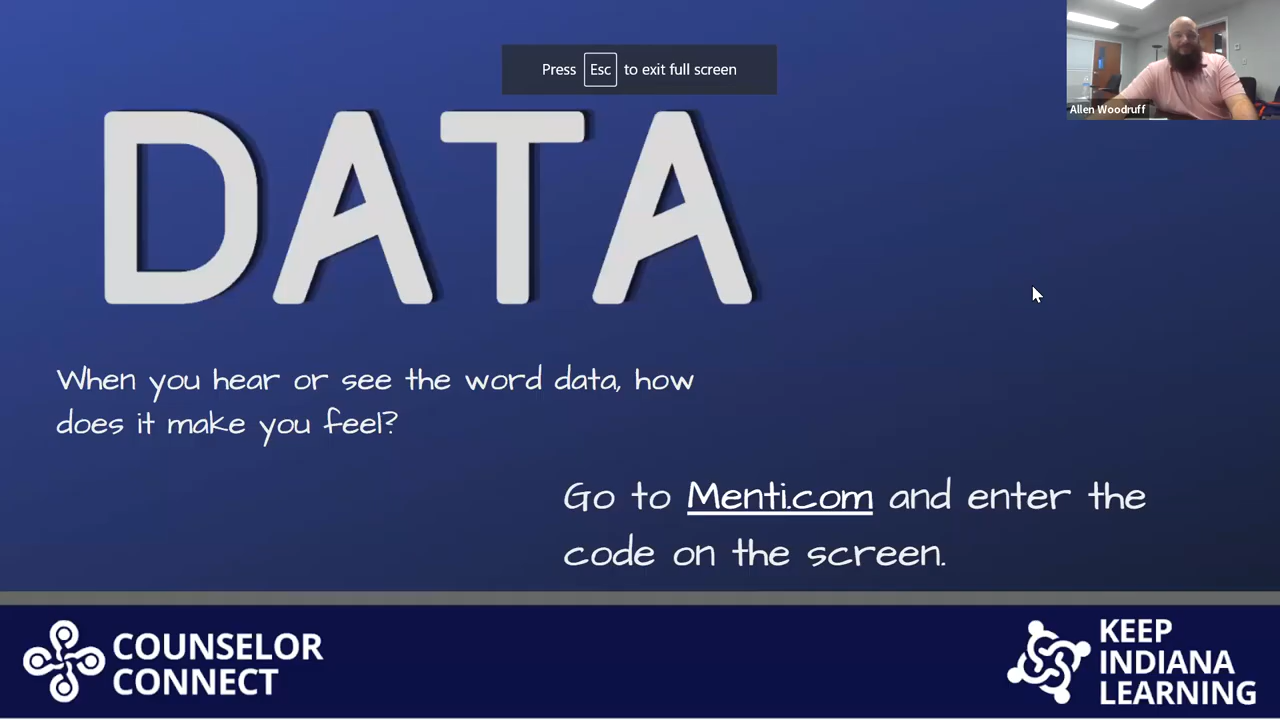 Press Esc to exit full screen
Allen Woodruff
DATA
When you hear or see the word data, how
does it make you feel?
Go to Menti.com and enter the
code on the screen.
COUNSELOR
CONNECT
KEEP
INDIANA
LEARNING